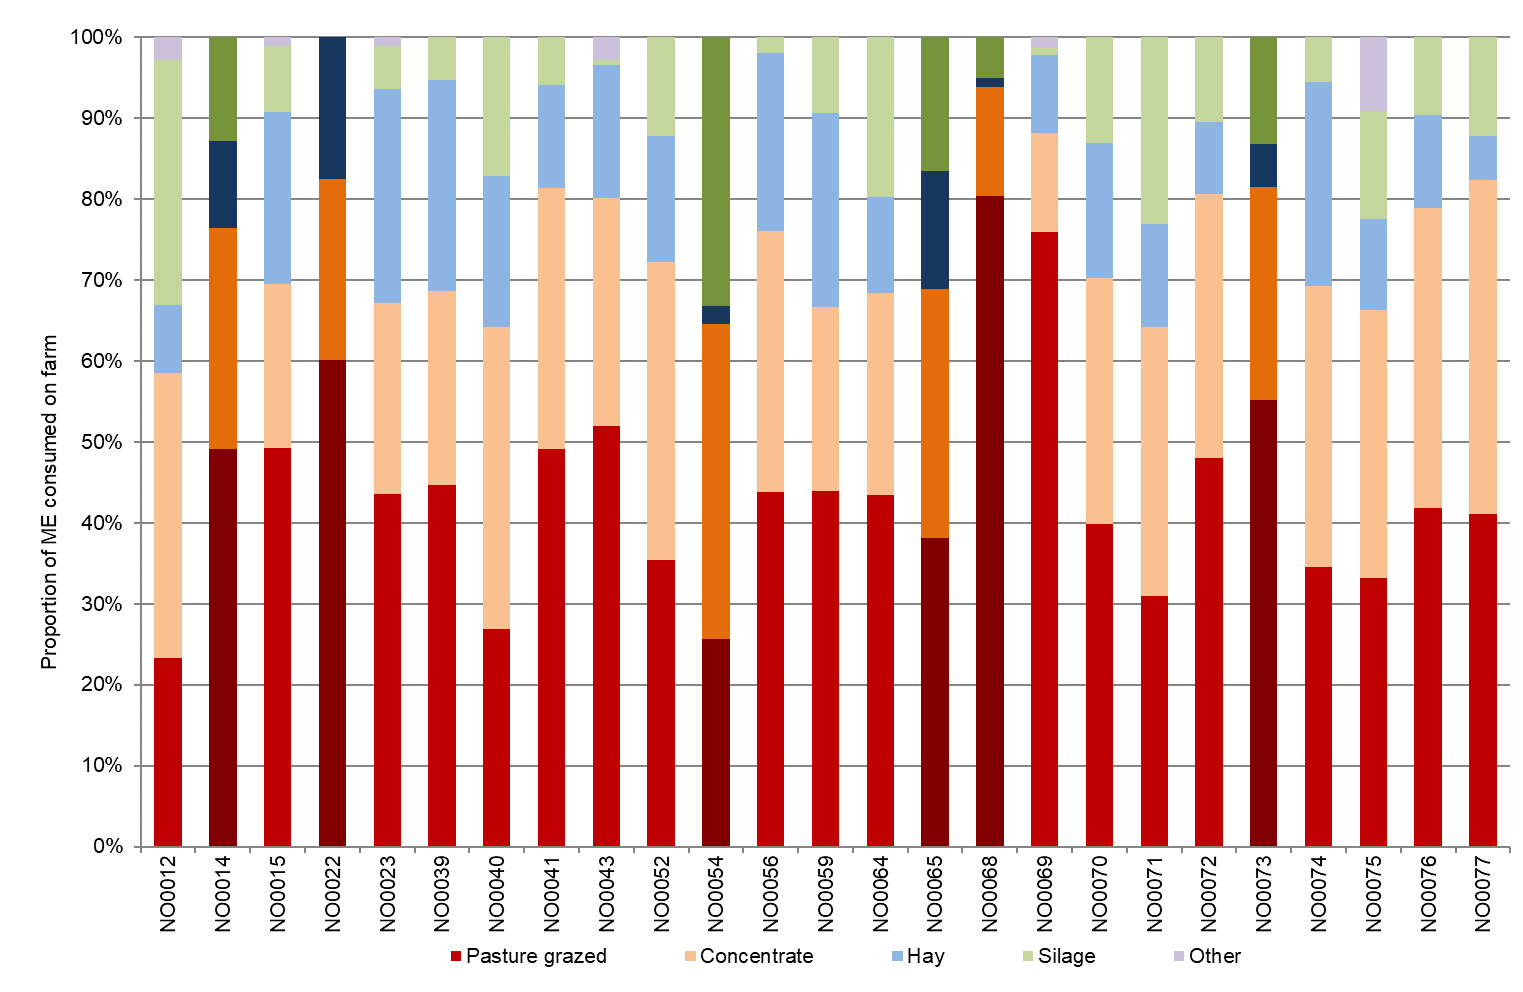 Proportion of ME consumed on farm
100%
90%
80%
70%
60%
50%
40%
30%
20%
10%
0%
NO0012
NO0014
NO0015
NO0022
NO0023
NO0039
NO0040
NO0041
NO0043
NO0052
NO0054
NO0056
NO0059
NO0064
NO0065
NO0068
NO0069
NO0070
NO0071
NO0072
NO0073
NO0074
NO0075
NO0076
NO0077
Pasture grazed
Concentrate
Hay
Silage
Other